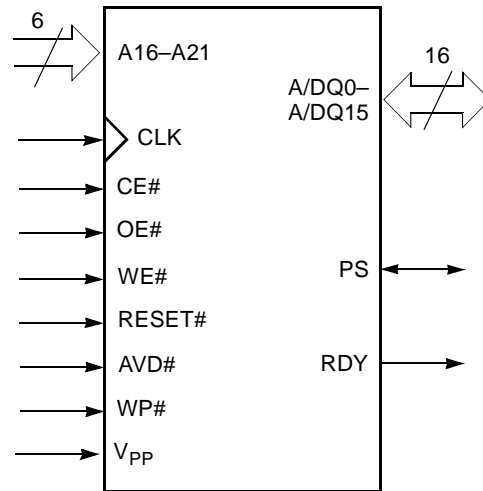 6
A16–A21
A/DQ0–
A/DQ15
16
CLK
CE#
OE#
WE#
PS
RESET#
AVD#
RDY
WP#
VPP